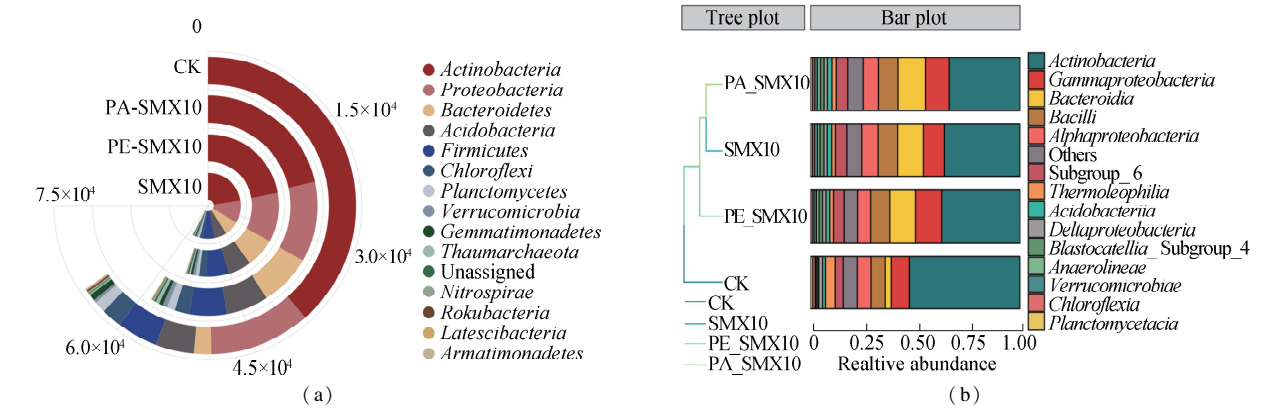 0
CK
PA-SMX10
PE-SMX10
SMX10
7.5×10⁴
1.5×10⁴
3.0×10⁴
4.5×10⁴
6.0×10⁴
Actinobacteria
Proteobacteria
Bacteroidetes
Acidobacteria
Firmicutes
Chloroflexi
Planctomycetes
Verrucomicrobia
Gemmatimonadetes
Thaumarchaeota
Unassigned
Nitrospirae
Rokubacteria
Latescibacteria
Armatimonadetes
(a)
Tree plot
Bar plot
PA_SMX10
SMX10
PE_SMX10
CK
CK
SMX10
PE_SMX10
PA_SMX10
0 0.25 0.50 0.75 1.00
Realtive abundance
Actinobacteria
Gammaproteobacteria
Bacteroidia
Bacilli
Alphaproteobacteria
Others
Subgroup_6
Thermoleophilia
Acidobacteriia
Deltaproteobacteria
Blastocatellia_Subgroup_4
Anaerolineae
Verrucomicrobiae
Chloroflexia
Planctomycetacia
(b)